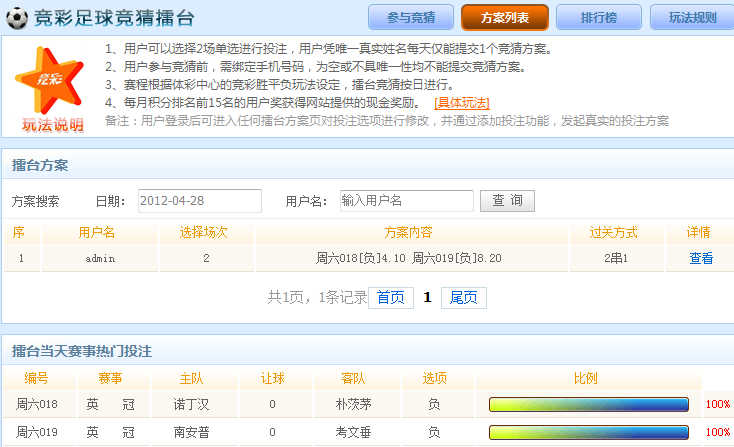 竞彩足球竞猜擂台
参与竞猜 方案列表 排行榜 玩法规则
竞彩
玩法说明
1、用户可以选择2场单选进行投注，用户凭唯一真实姓名每天仅能提交1个竞猜方案。
2、用户参与竞猜前，需绑定手机号码，为空或不具唯一性均不能提交竞猜方案。
3、赛程根据体彩中心的竞彩胜平负玩法设定，擂台竞猜按日进行。
4、每月积分排名前15名的用户奖获得网站提供的现金奖励。 [具体玩法]
备注：用户登录后可进入任何擂台方案页对投注选项进行修改，并通过添加投注功能，发起真实的投注方案
擂台方案
方案搜索 日期： 2012-04-28 用户名： 输入用户名 查 询
序 用户名 选择场次 方案内容 过关方式 详情
1 admin 2 周六018[负]4.10 周六019[负]8.20 2串1 查看
共1页，1条记录 首页 1 尾页
擂台当天赛事热门投注
编号 赛事 主队 让球 客队 选项 比例
周六018 英 冠 诺丁汉 0 朴茨茅 负 100%
周六019 英 冠 南安普 0 考文垂 负 100%